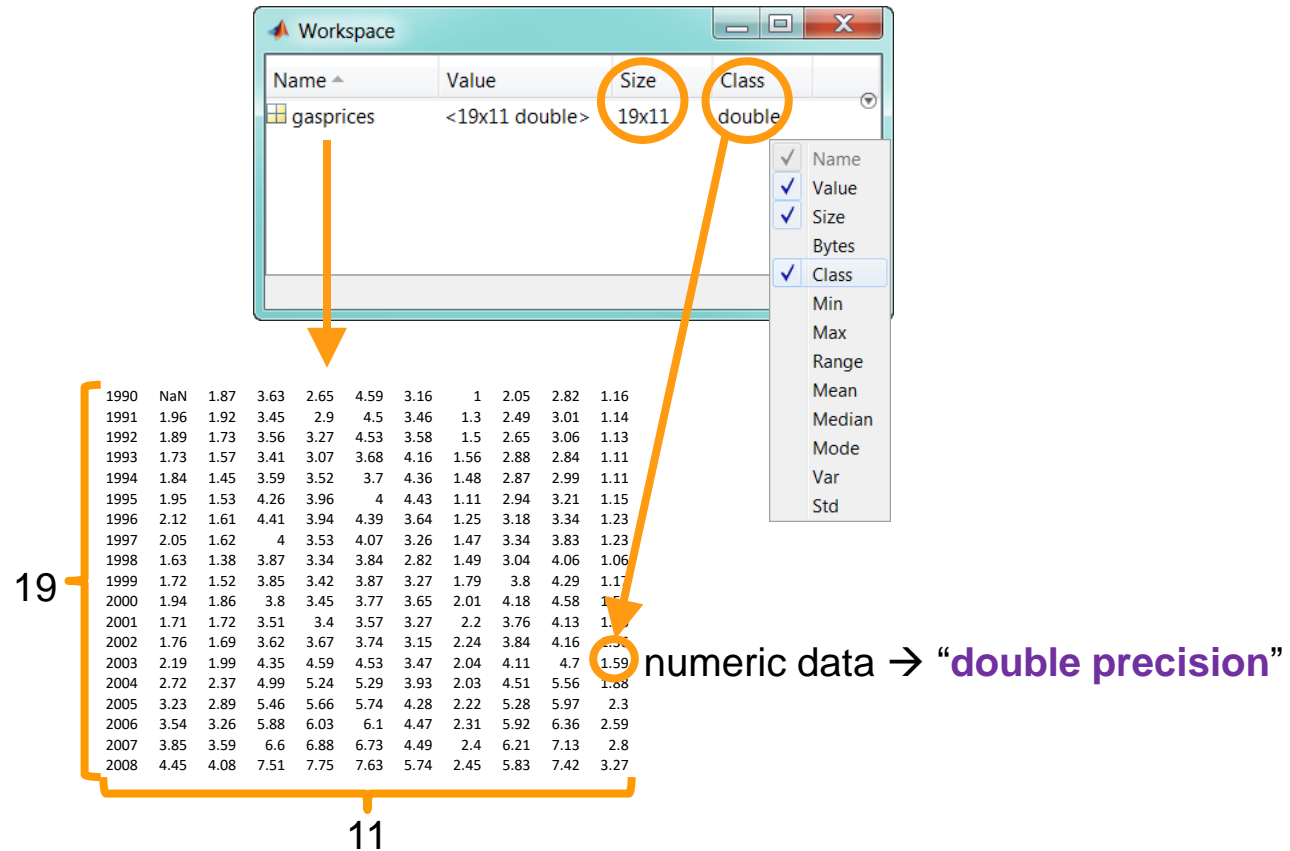 Workspace
Name Value Size Class
gasprices <19x11 double> 19x11 double
Name
Value
Size
Bytes
Class
Min
Max
Range
Mean
Median
Mode
Var
Std
1990 NaN 1.87 3.63 2.65 4.59 3.16 1 2.05 2.82 1.16
1991 1.96 1.92 3.45 2.9 4.5 3.46 1.3 2.49 3.01 1.14
1992 1.89 1.73 3.56 3.27 4.53 3.58 1.5 2.65 3.06 1.13
1993 1.73 1.57 3.41 3.07 3.68 4.16 1.56 2.88 2.84 1.11
1994 1.84 1.45 3.59 3.52 3.7 4.36 1.48 2.87 2.99 1.11
1995 1.95 1.53 4.26 3.96 4 4.43 1.11 2.94 3.21 1.15
1996 2.12 1.61 4.41 3.94 4.39 3.64 1.25 3.18 3.34 1.23
1997 2.05 1.62 4 3.53 4.07 3.26 1.47 3.34 3.83 1.23
1998 1.63 1.38 3.87 3.34 3.84 2.82 1.49 3.04 4.06 1.06
19 1999 1.72 1.52 3.85 3.42 3.87 3.27 1.79 3.8 4.29 1.17
2000 1.94 1.86 3.8 3.45 3.77 3.65 2.01 4.18 4.58
2001 1.71 1.72 3.51 3.4 3.57 3.27 2.2 3.76 4.13
2002 1.76 1.69 3.62 3.67 3.74 3.15 2.24 3.84 4.16
2003 2.19 1.99 4.35 4.59 4.53 3.47 2.04 4.11 4.7 1.59
numeric data → “double precision”
2004 2.72 2.37 4.99 5.24 5.29 3.93 2.03 4.51 5.56 1.88
2005 3.23 2.89 5.46 5.66 5.74 4.28 2.22 5.28 5.97 2.3
2006 3.54 3.26 5.88 6.03 6.1 4.47 2.31 5.92 6.36 2.59
2007 3.85 3.59 6.6 6.88 6.73 4.49 2.4 6.21 7.13 2.8
2008 4.45 4.08 7.51 7.75 7.63 5.74 2.45 5.83 7.42 3.27
11